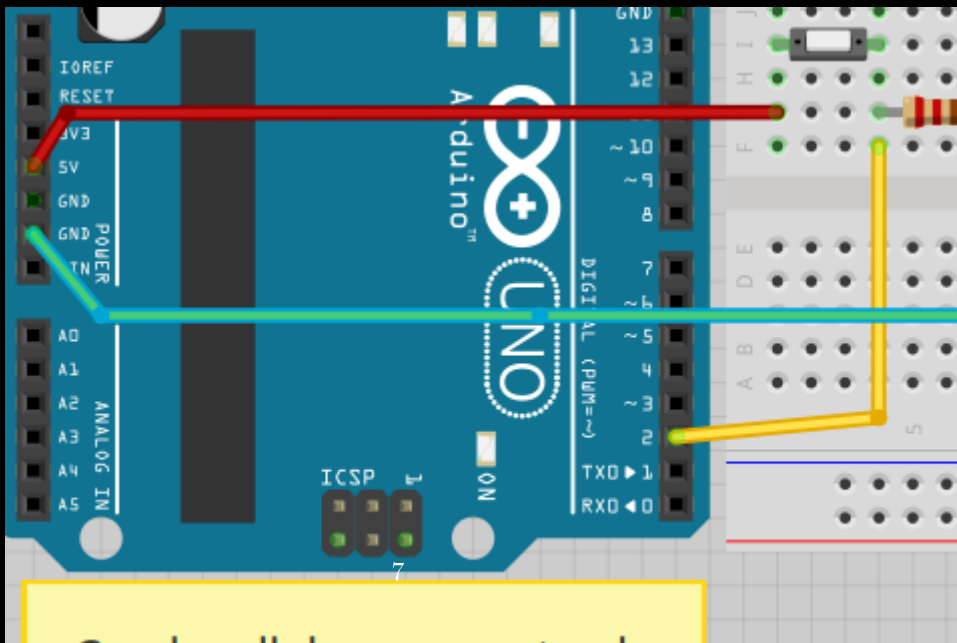 GND
13
12
~ 10
~ 9
8
7
~ 6
~ 5
4
~ 3
2
TX0 ▶ 1
RX0 ◀ 0
IOREF
RESET
3V3
5V
GND
GND
IN
POWER
A0
A1
A2
A3
A4
A5
ANALOG IN
Arduino™
UNO
DIGITAL (PWM=~)
ICSP
1
ON
J
I
H
F
E
D
B
A
5
7